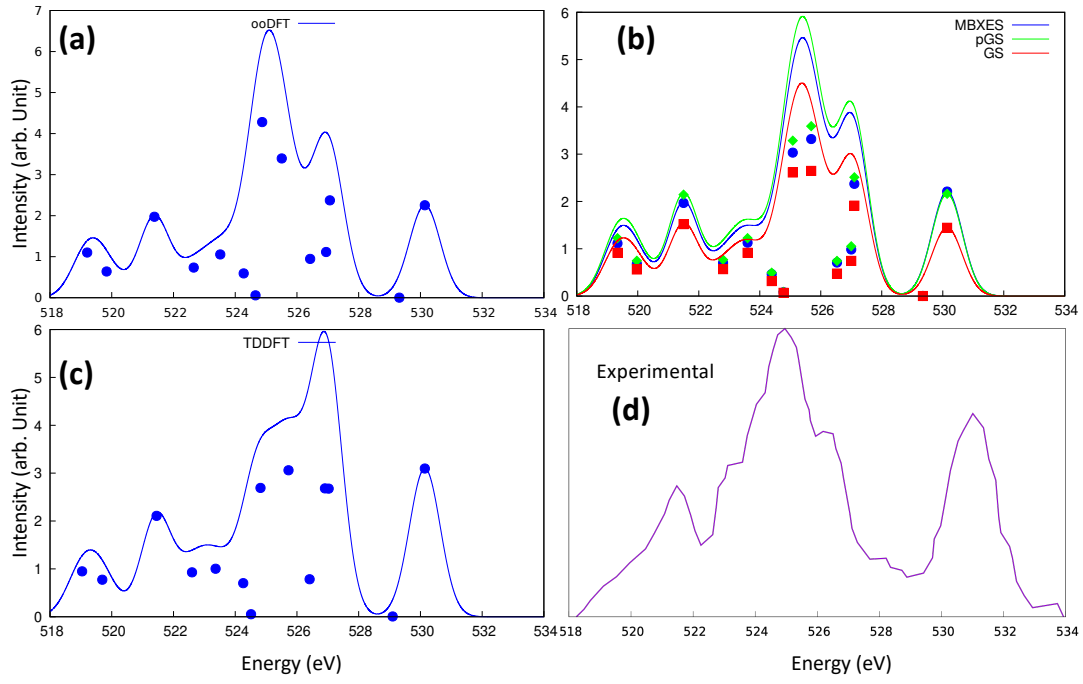 (a)
ooDFT
Intensity (arb. Unit)
7
6
5
4
3
2
1
0
518 520 522 524 526 528 530 532 534
(b)
MBXES
pGS
GS
6
5
4
3
2
1
0
518 520 522 524 526 528 530 532 534
(c)
TDDFT
Intensity (arb. Unit)
6
5
4
3
2
1
0
518 520 522 524 526 528 530 532 534
Energy (eV)
Experimental
(d)
520 522 524 526 528 530 532 534
Energy (eV)